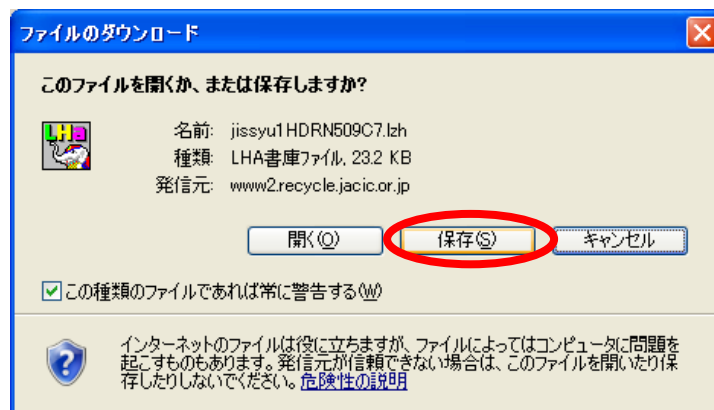 ファイルのダウンロード
このファイルを開くか、または保存しますか?
LHa
名前: jissyu1HDRN509C7.lzh
種類: LHA書庫ファイル, 23.2 KB
発信元: www2.recycle.jacic.or.jp
開く(O) 保存(S) キャンセル
この種類のファイルであれば常に警告する(W)
インターネットのファイルは役に立ちますが、ファイルによってはコンピュータに問題を
起こすものもあります。発信元が信頼できない場合は、このファイルを開いたり保
存したりしないでください。危険性の説明